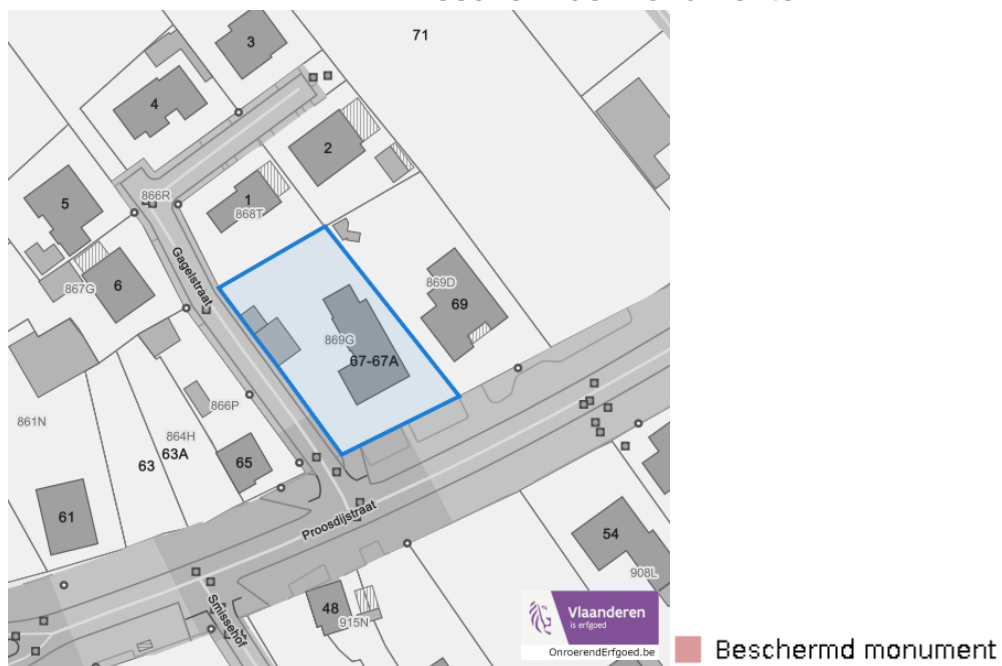 3
71
4
2
866R
1
868T
5
Gagelstraat
867G
6
869D
69
869G
67-67A
861N
866P
864H
63A
63
65
61
Proosdijstraat
54
908L
Smissehof
48
915N
Vlaanderen
is erfgoed
OnroerendErfgoed.be
Beschermd monument